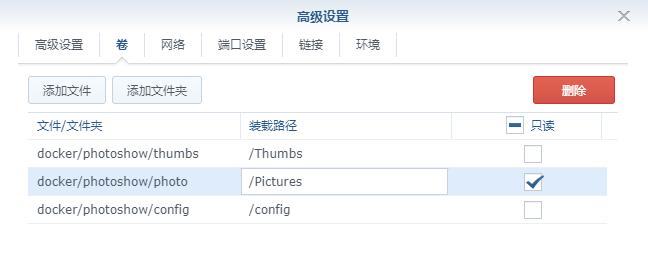 高级设置
高级设置 卷 网络 端口设置 链接 环境
添加文件 添加文件夹 删除
文件/文件夹 装载路径 只读
docker/photoshow/thumbs /Thumbs
docker/photoshow/photo /Pictures
docker/photoshow/config /config